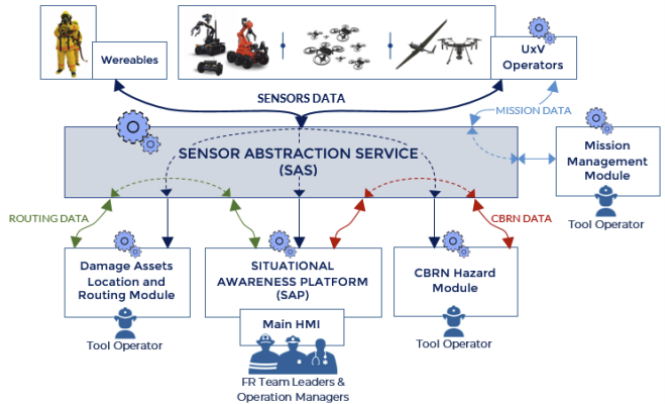 Wereables
UxV
Operators
SENSORS DATA
MISSION DATA
SENSOR ABSTRACTION SERVICE
(SAS)
Mission
Management
Module
Tool Operator
ROUTING DATA
CBRN DATA
Damage Assets
Location and
Routing Module
Tool Operator
SITUATIONAL
AWARENESS PLATFORM
(SAP)
Main HMI
FR Team Leaders &
Operation Managers
CBRN Hazard
Module
Tool Operator